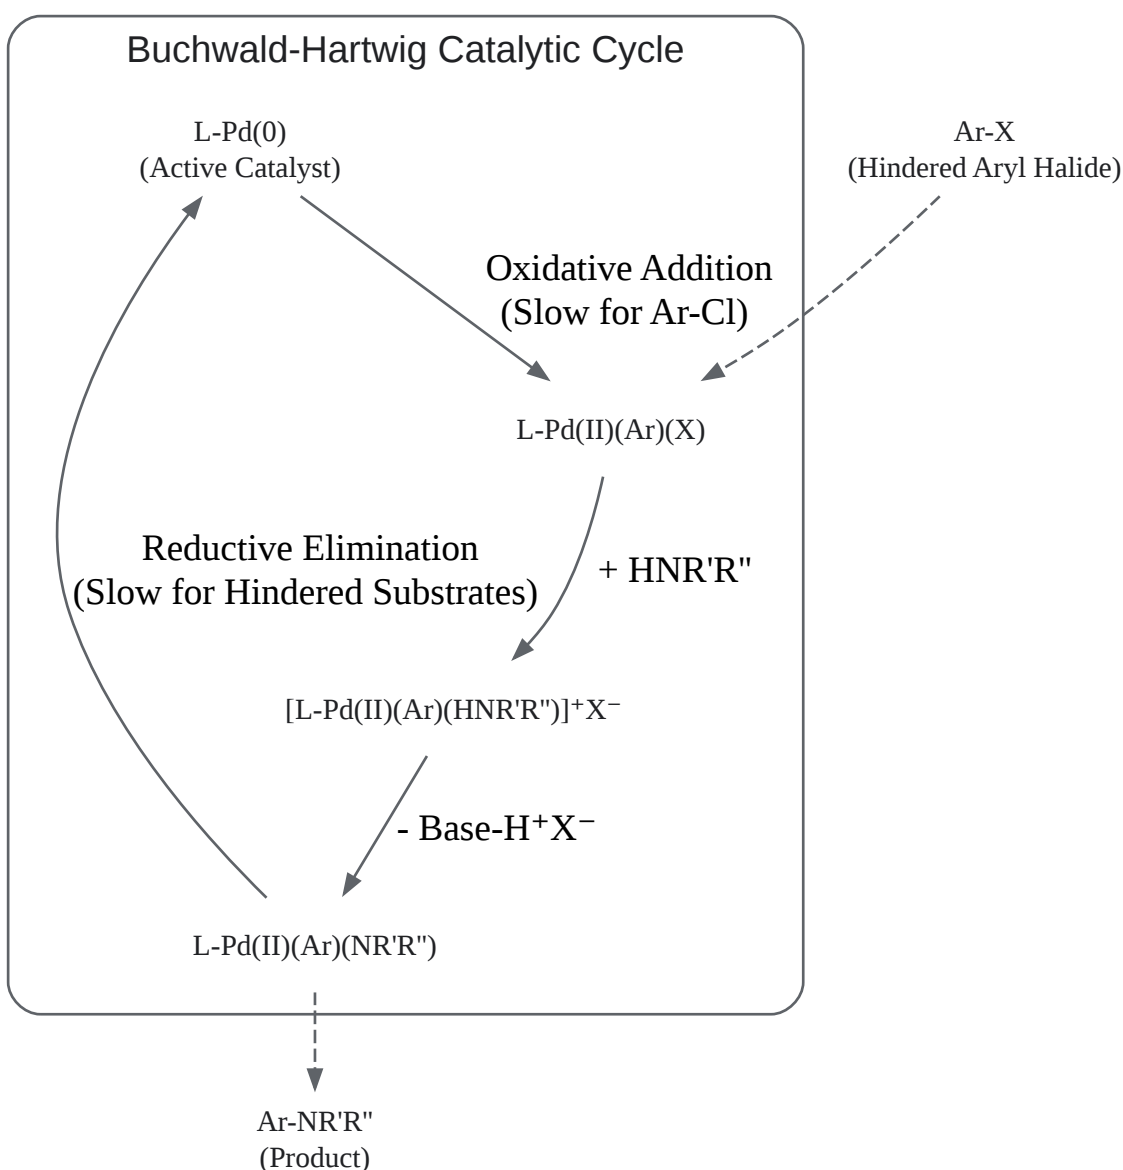 Buchwald-Hartwig Catalytic Cycle
L-Pd(0)
(Active Catalyst)
Ar-X
(Hindered Aryl Halide)
Oxidative Addition
(Slow for Ar-Cl)
L-Pd(II)(Ar)(X)
Reductive Elimination
(Slow for Hindered Substrates)
+ HNR'R"
[L-Pd(II)(Ar)(HNR'R")]⁺X⁻
- Base-H⁺X⁻
L-Pd(II)(Ar)(NR'R")
Ar-NR'R"
(Product)